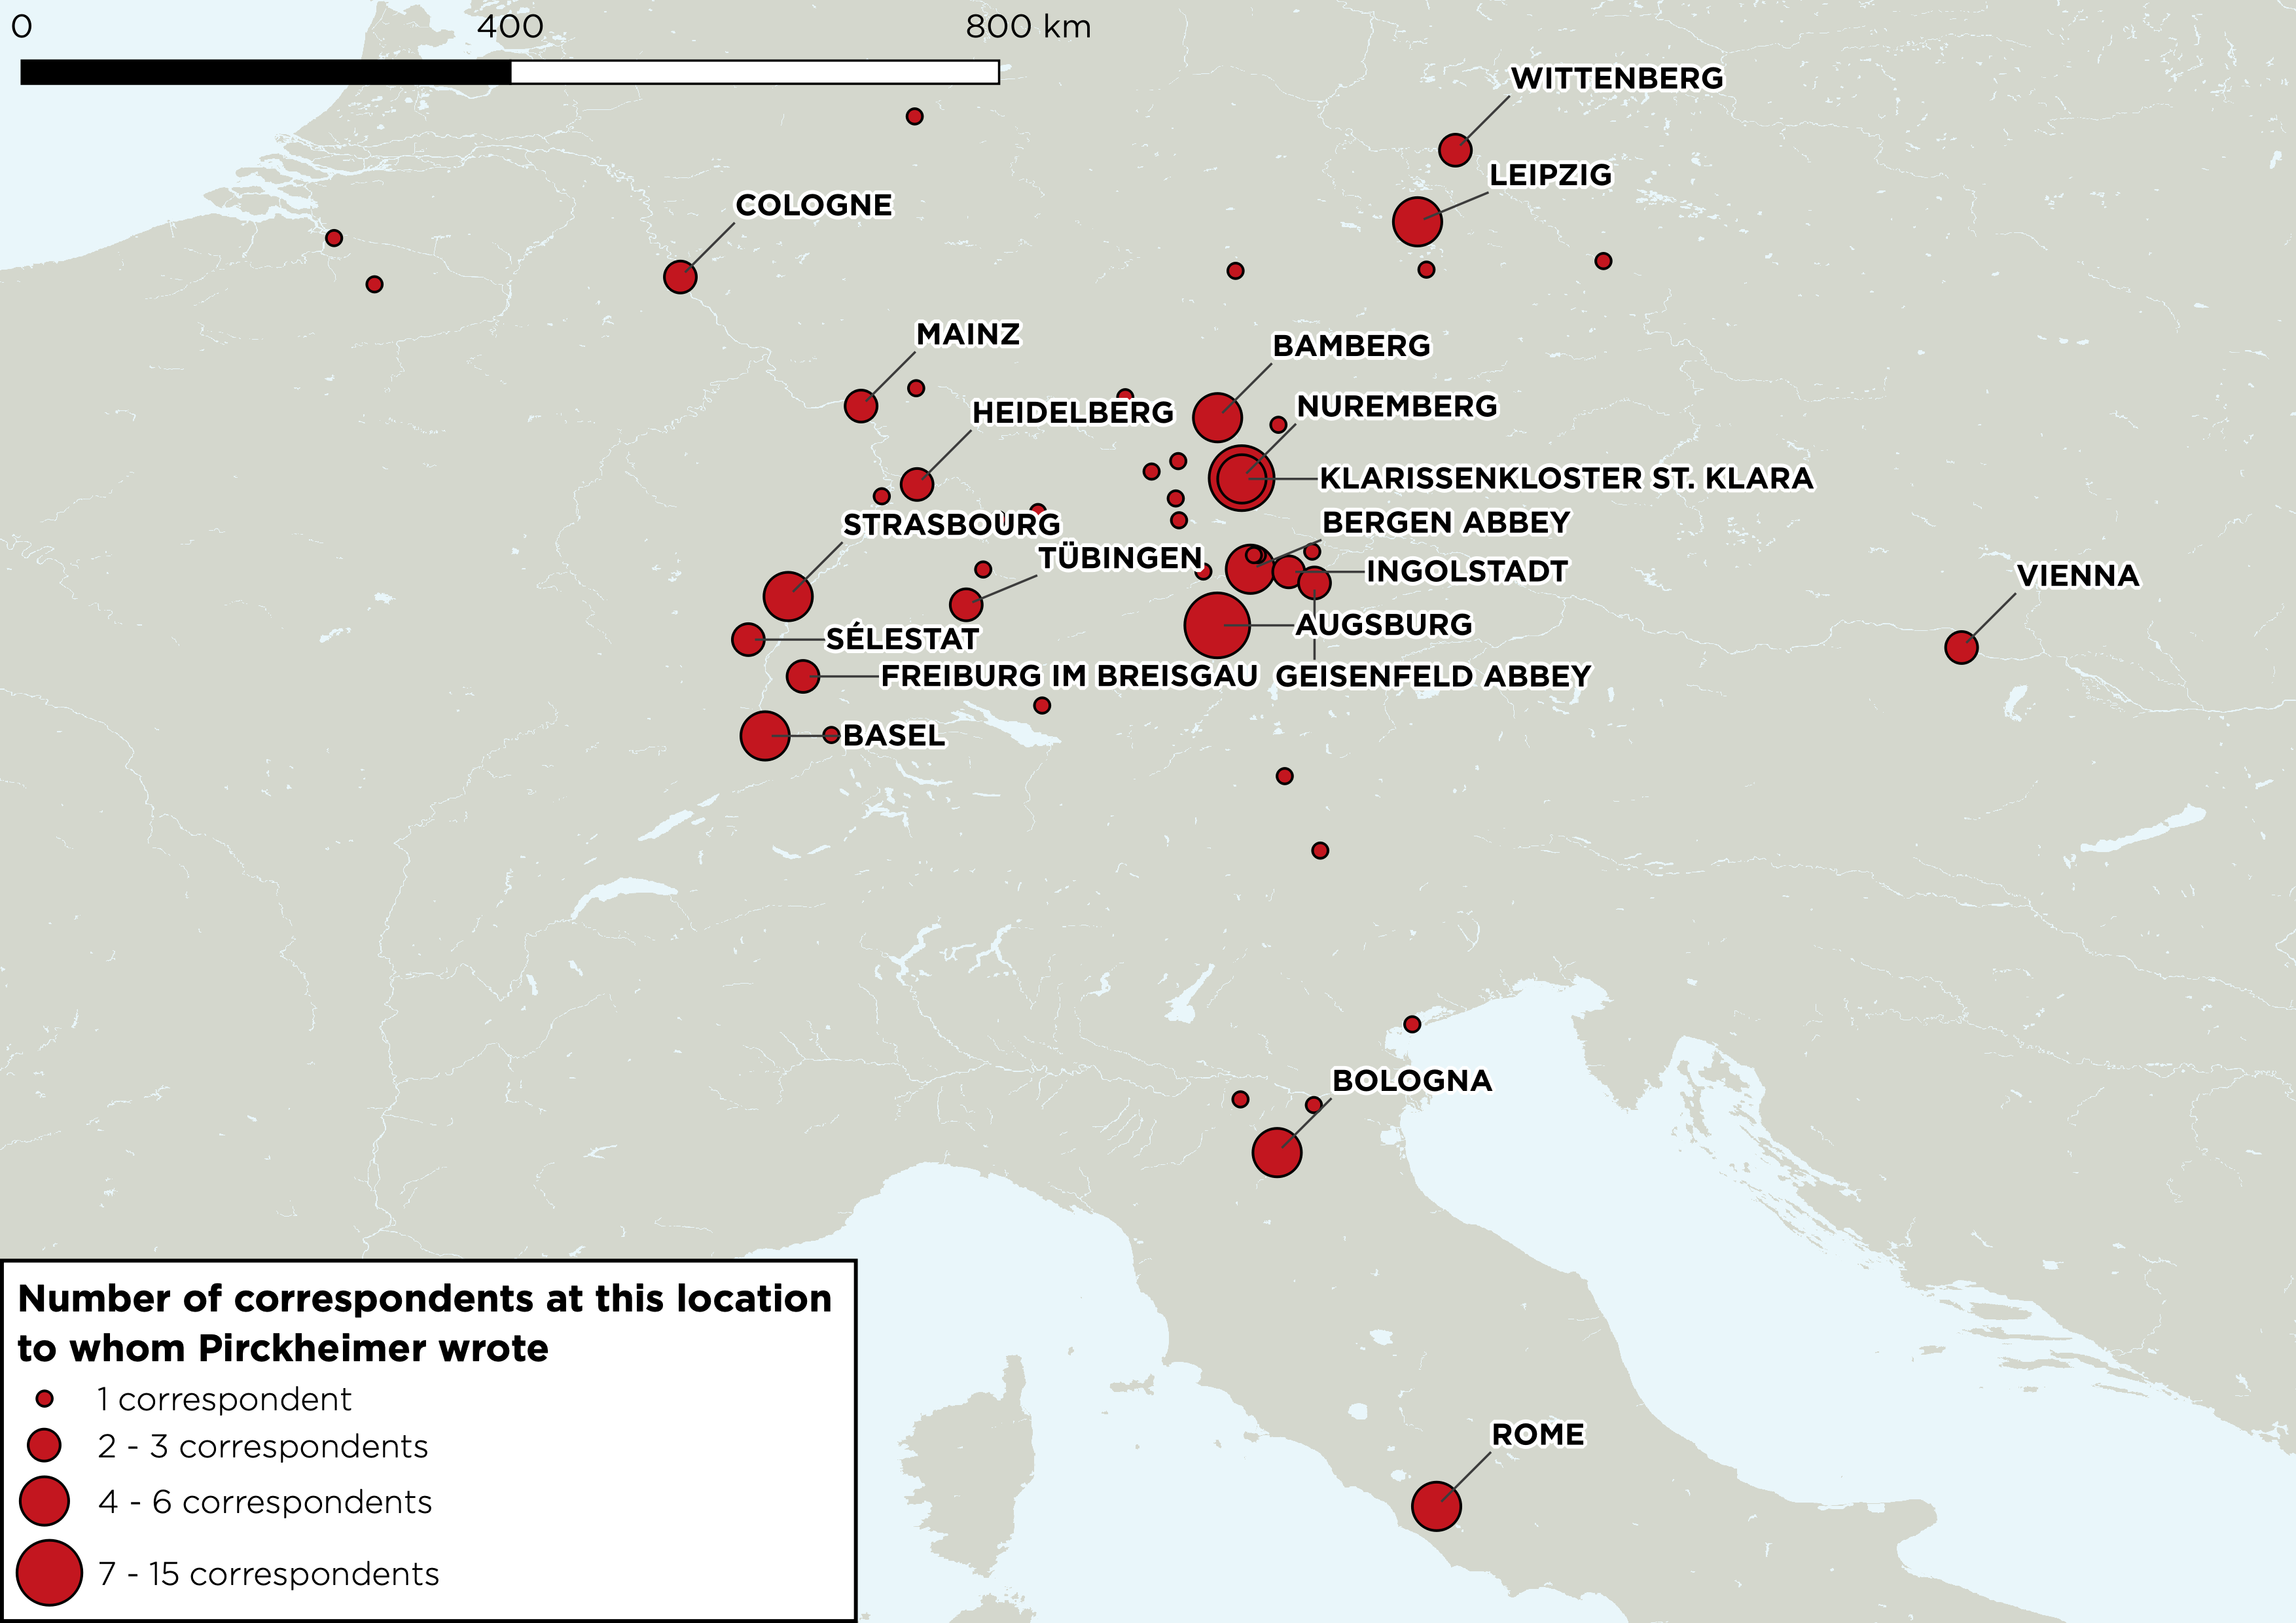 0 400 800 km
WITTENBERG
LEIPZIG
COLOGNE
MAINZ
BAMBERG
HEIDELBERG
NUREMBERG
KLARISSENKLOSTER ST. KLARA
STRASBOURG
BERGEN ABBEY
TÜBINGEN
INGOLSTADT
VIENNA
AUGSBURG
SÉLESTAT
FREIBURG IM BREISGAU
GEISENFELD ABBEY
BASEL
BOLOGNA
ROME
Number of correspondents at this location
to whom Pirckheimer wrote
1 correspondent
2 - 3 correspondents
4 - 6 correspondents
7 - 15 correspondents